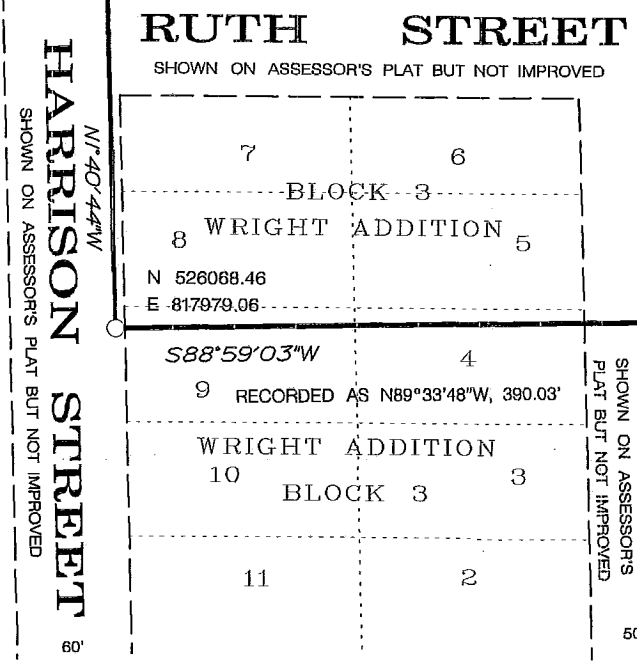 RUTH STREET
SHOWN ON ASSESSOR'S PLAT BUT NOT IMPROVED
HARRISON STREET
SHOWN ON ASSESSOR'S PLAT BUT NOT IMPROVED
N1°40'44"W
7
6
BLOCK 3
WRIGHT ADDITION
8
5
N 526068.46
E 817979.06
S88°59'03"W
4
9
RECORDED AS N89°33'48"W, 390.03'
WRIGHT ADDITION
10
3
BLOCK 3
11
2
SHOWN ON ASSESSOR'S
PLAT BUT NOT IMPROVED
60'